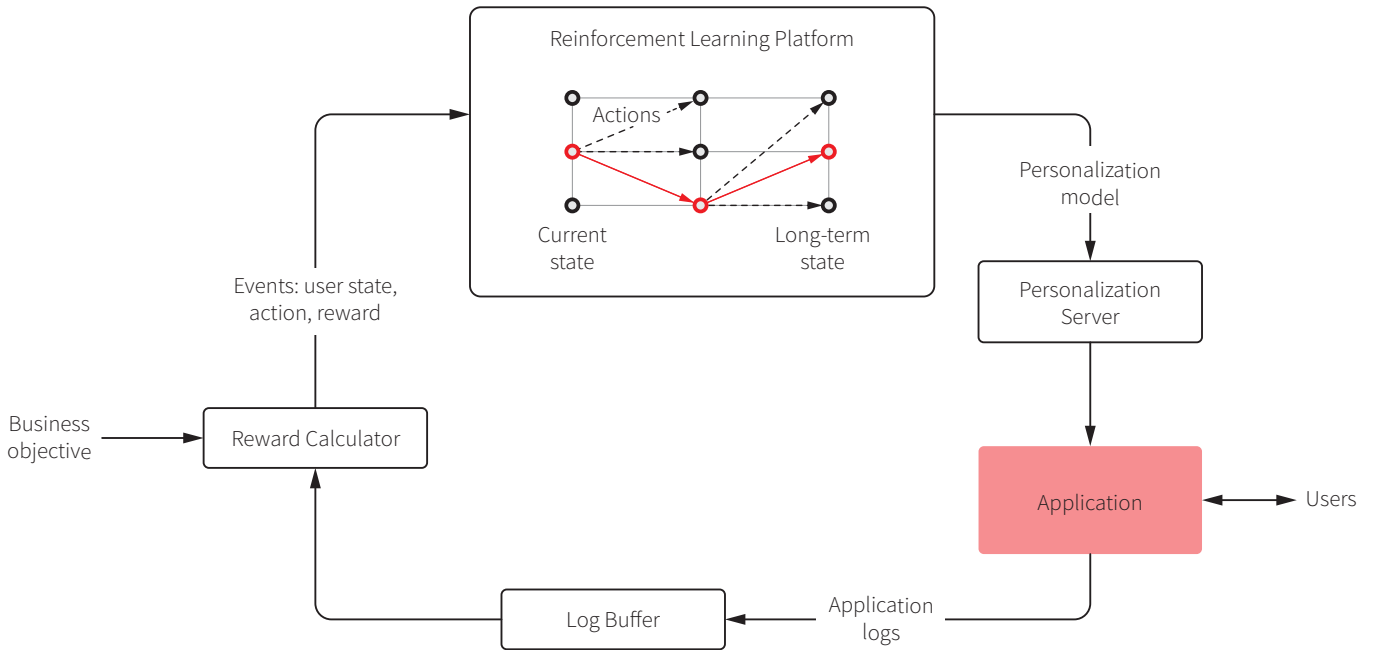 Reinforcement Learning Platform
Actions
Current
state
Long-term
state
Personalization
model
Events: user state,
action, reward
Personalization
Server
Business
objective
Reward Calculator
Application
Users
Log Buffer
Application
logs